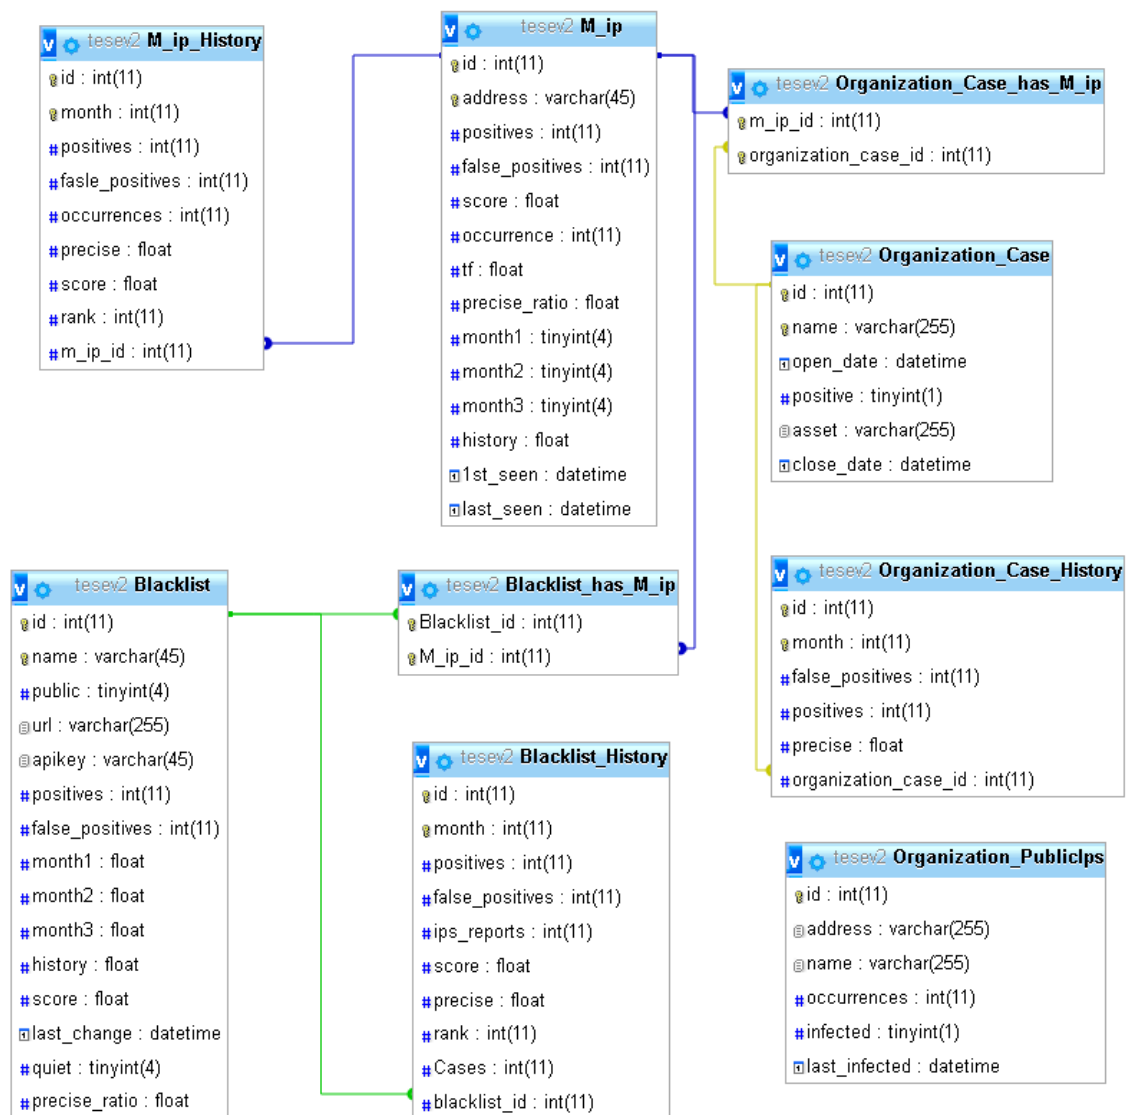 tesev2 M_ip_History
id : int(11)
month : int(11)
positives : int(11)
fasle_positives : int(11)
occurrences : int(11)
precise : float
score : float
rank : int(11)
m_ip_id : int(11)
tesev2 M_ip
id : int(11)
address : varchar(45)
positives : int(11)
false_positives : int(11)
score : float
occurrence : int(11)
tf : float
precise_ratio : float
month1 : tinyint(4)
month2 : tinyint(4)
month3 : tinyint(4)
history : float
1st_seen : datetime
last_seen : datetime
tesev2 Organization_Case_has_M_ip
m_ip_id : int(11)
organization_case_id : int(11)
tesev2 Organization_Case
id : int(11)
name : varchar(255)
open_date : datetime
positive : tinyint(1)
asset : varchar(255)
close_date : datetime
tesev2 Blacklist
id : int(11)
name : varchar(45)
public : tinyint(4)
url : varchar(255)
apikey : varchar(45)
positives : int(11)
false_positives : int(11)
month1 : float
month2 : float
month3 : float
history : float
score : float
last_change : datetime
quiet : tinyint(4)
precise_ratio : float
tesev2 Blacklist_has_M_ip
Blacklist_id : int(11)
M_ip_id : int(11)
tesev2 Blacklist_History
id : int(11)
month : int(11)
positives : int(11)
false_positives : int(11)
ips_reports : int(11)
score : float
precise : float
rank : int(11)
Cases : int(11)
blacklist_id : int(11)
tesev2 Organization_Case_History
id : int(11)
month : int(11)
false_positives : int(11)
positives : int(11)
precise : float
organization_case_id : int(11)
tesev2 Organization_PublicIps
id : int(11)
address : varchar(255)
name : varchar(255)
occurrences : int(11)
infected : tinyint(1)
last_infected : datetime